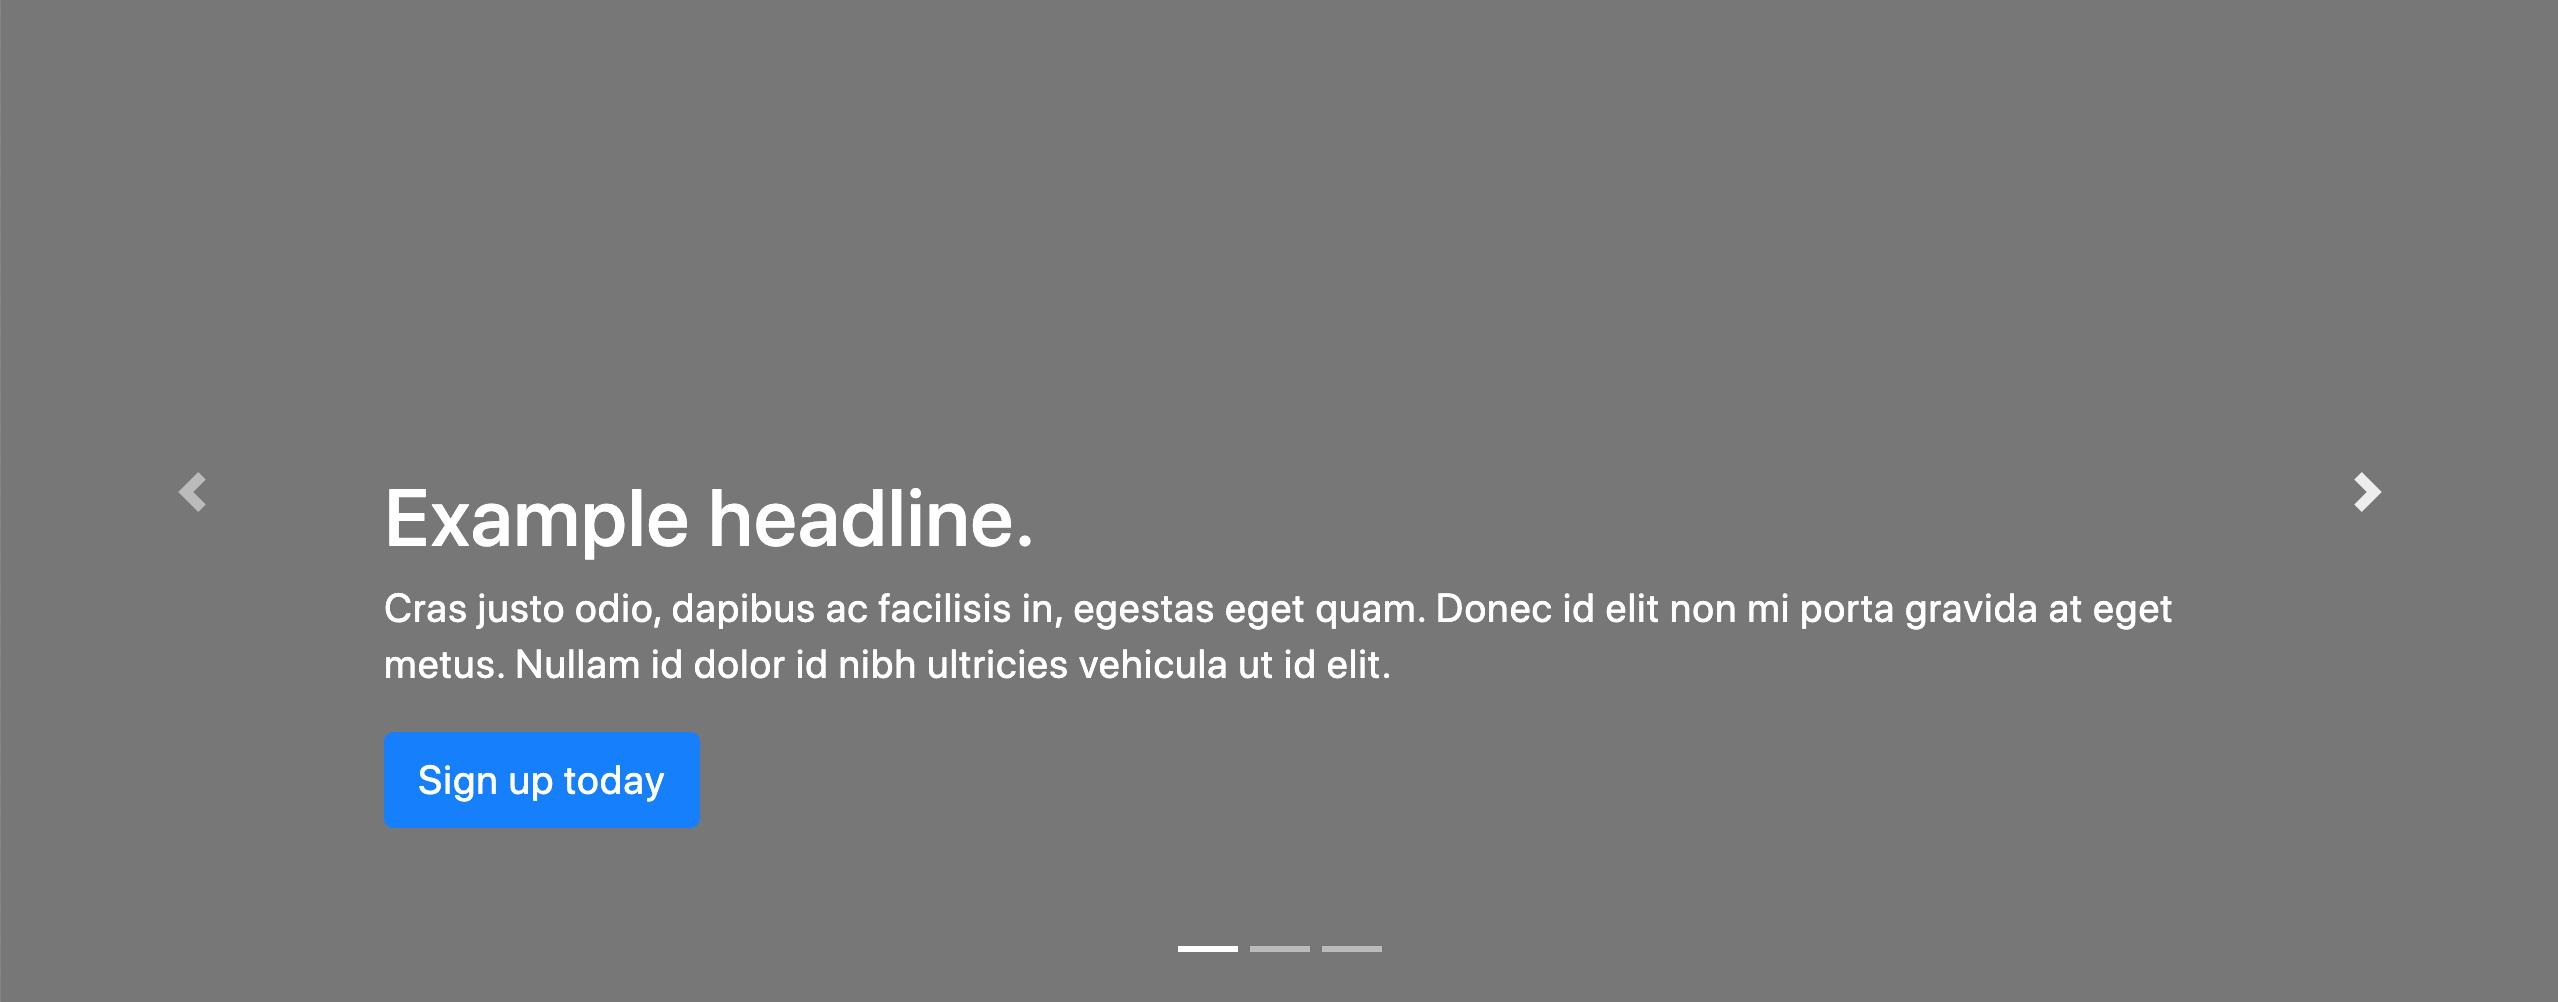 Example headline.
Cras justo odio, dapibus ac facilisis in, egestas eget quam. Donec id elit non mi porta gravida at eget
metus. Nullam id dolor id nibh ultricies vehicula ut id elit.
Sign up today